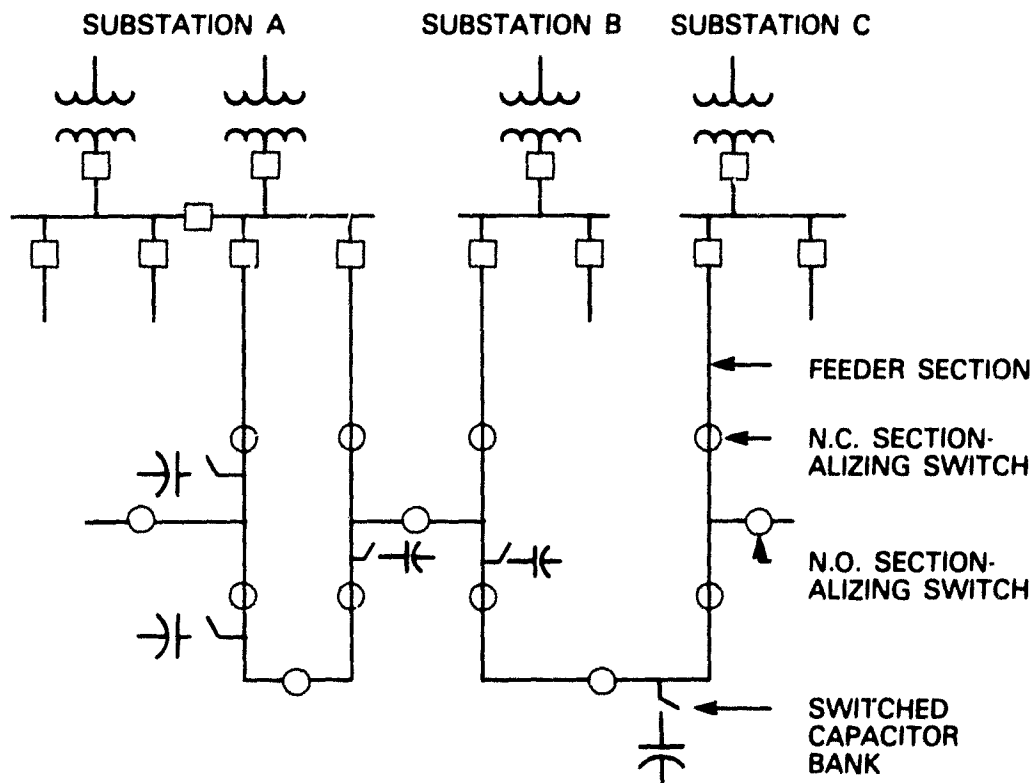 SUBSTATION A
SUBSTATION B
SUBSTATION C
FEEDER SECTION
N.C. SECTION-
ALIZING SWITCH
N.O. SECTION-
ALIZING SWITCH
SWITCHED
CAPACITOR
BANK